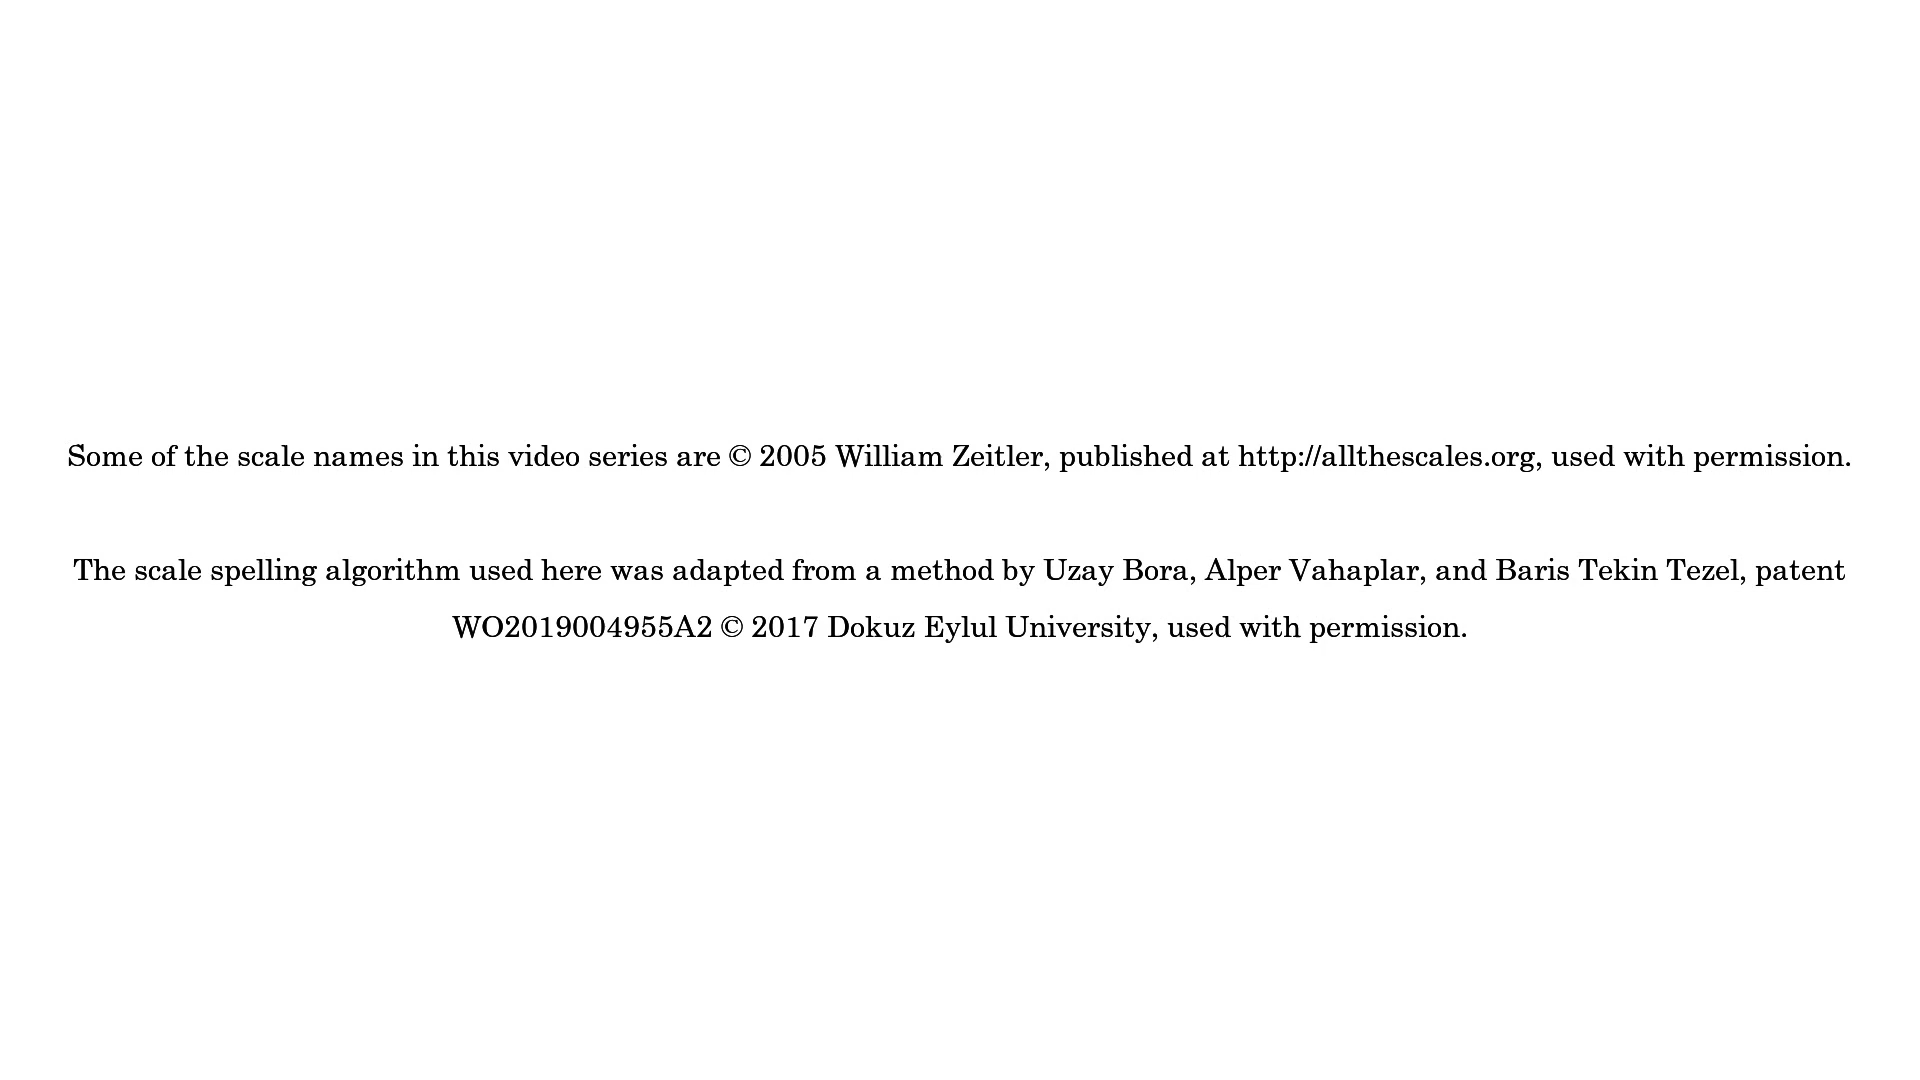 Some of the scale names in this video series are © 2005 William Zeitler, published at http://allthescales.org, used with permission.
The scale spelling algorithm used here was adapted from a method by Uzay Bora, Alper Vahaplar, and Baris Tekin Tezel, patent
WO2019004955A2 © 2017 Dokuz Eylul University, used with permission.